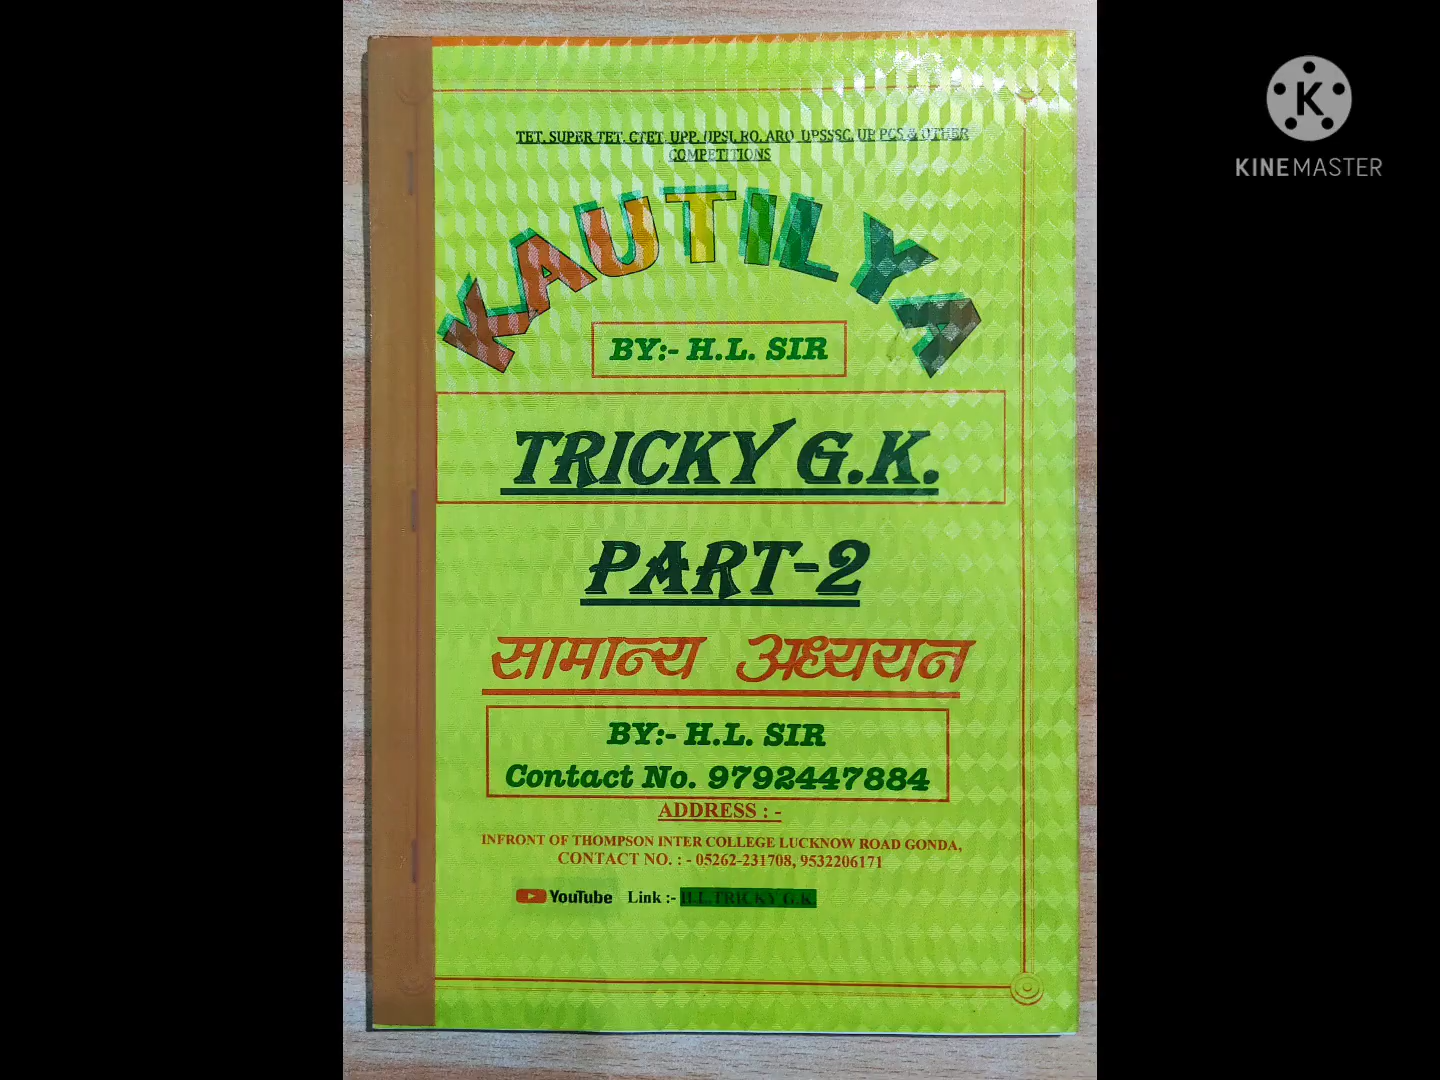 TET, SUPER TET, CTET, UPP, UPSI, RO, ARO, UPSSSC, UP PCS & OTHER
COMPETITIONS
KAUTILYA
BY:- H.L. SIR
TRICKY G.K.
PART-2
सामान्य अध्ययन
BY:- H.L. SIR
Contact No. 9792447884
ADDRESS : -
INFRONT OF THOMPSON INTER COLLEGE LUCKNOW ROAD GONDA,
CONTACT NO. : - 05262-231708, 9532206171
YouTube Link :- H.L. TRICKY G.K.
K
KINEMASTER